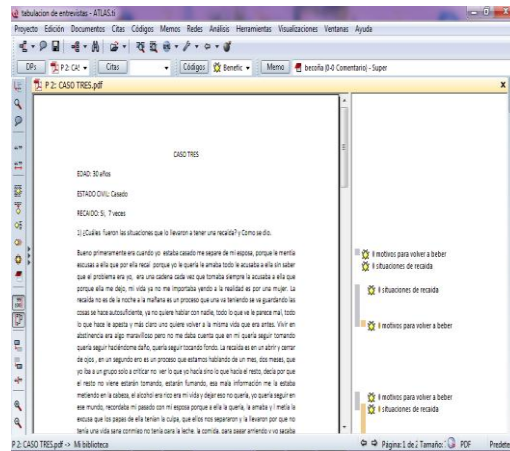 tabulacion de entrevistas - ATLAS.ti
Proyecto Edición Documentos Citas Códigos Memos Redes Análisis Herramientas Visualizaciones Ventanas Ayuda
DPs P 2: CA! Citas Códigos Benefic Memo becoña |0-0 Comentario} - Super
P 2: CASO TRES.pdf X
CASO TRES
EDAD: 30 años
ESTADO CIVIL: Casado
RECAIDO: Si, 7 veces
1) ¿Cuáles fueron las situaciones que lo llevaron a tener una recaída? y Como se dio.
Bueno primeramente era cuando yo estaba casado me separe de mi esposa, porque le mentía
escusas a ella que por ella recaí porque yo le quería le amaba todo le acusaba a ella sin saber
que el problema era yo, era una cadena cada vez que tomaba siempre la acusaba a ella que
porque ella me dejo, mi vida ya no me importaba yendo a la realidad es por una mujer. La
recaída no es de la noche a la mañana es un proceso que una va teniendo se va guardando las
cosas se hace autosuficiente, ya no quiere hablar con nadie, todo lo que ve le parece mal, todo
lo que hace le apesta y más claro uno quiere volver a la misma vida que era antes. Vivir en
abstinencia era algo maravilloso pero no me daba cuenta que en mi quería seguir tomando
quería seguir haciéndome daño, quería seguir tocando fondo. La recaída es en un abrir y cerrar
de ojos , en un segundo ero es un proceso que estamos hablando de un mes, dos meses, que
yo iba a un grupo solo a criticar no ver lo que yo hacía sino lo que hacía el resto, decía por que
el resto no viene estarán tomando, estarán fumando, esa mala información me la estaba
metiendo en la cabeza, el alcohol era rico era mi vida y dejar eso no quería, yo quería seguir en
ese mundo, recordaba mi pasado con mi esposa porque a ella la quería, la amaba y l metía la
excusa que los papas de ella tenían la culpa, que ellos nos separaron y la llevaron por que no
tenía una vida sana conmigo no tenía para la leche, la comida, para pagar arriendo y yo sacaba
motivos para volver a beber
situaciones de recaida
situaciones de recaida
motivos para volver a beber
motivos para volver a beber
situaciones de recaida
P 2: CASO TRES.pdf -> Mi biblioteca Página:1 de 2 Tamaño: PDF Predete